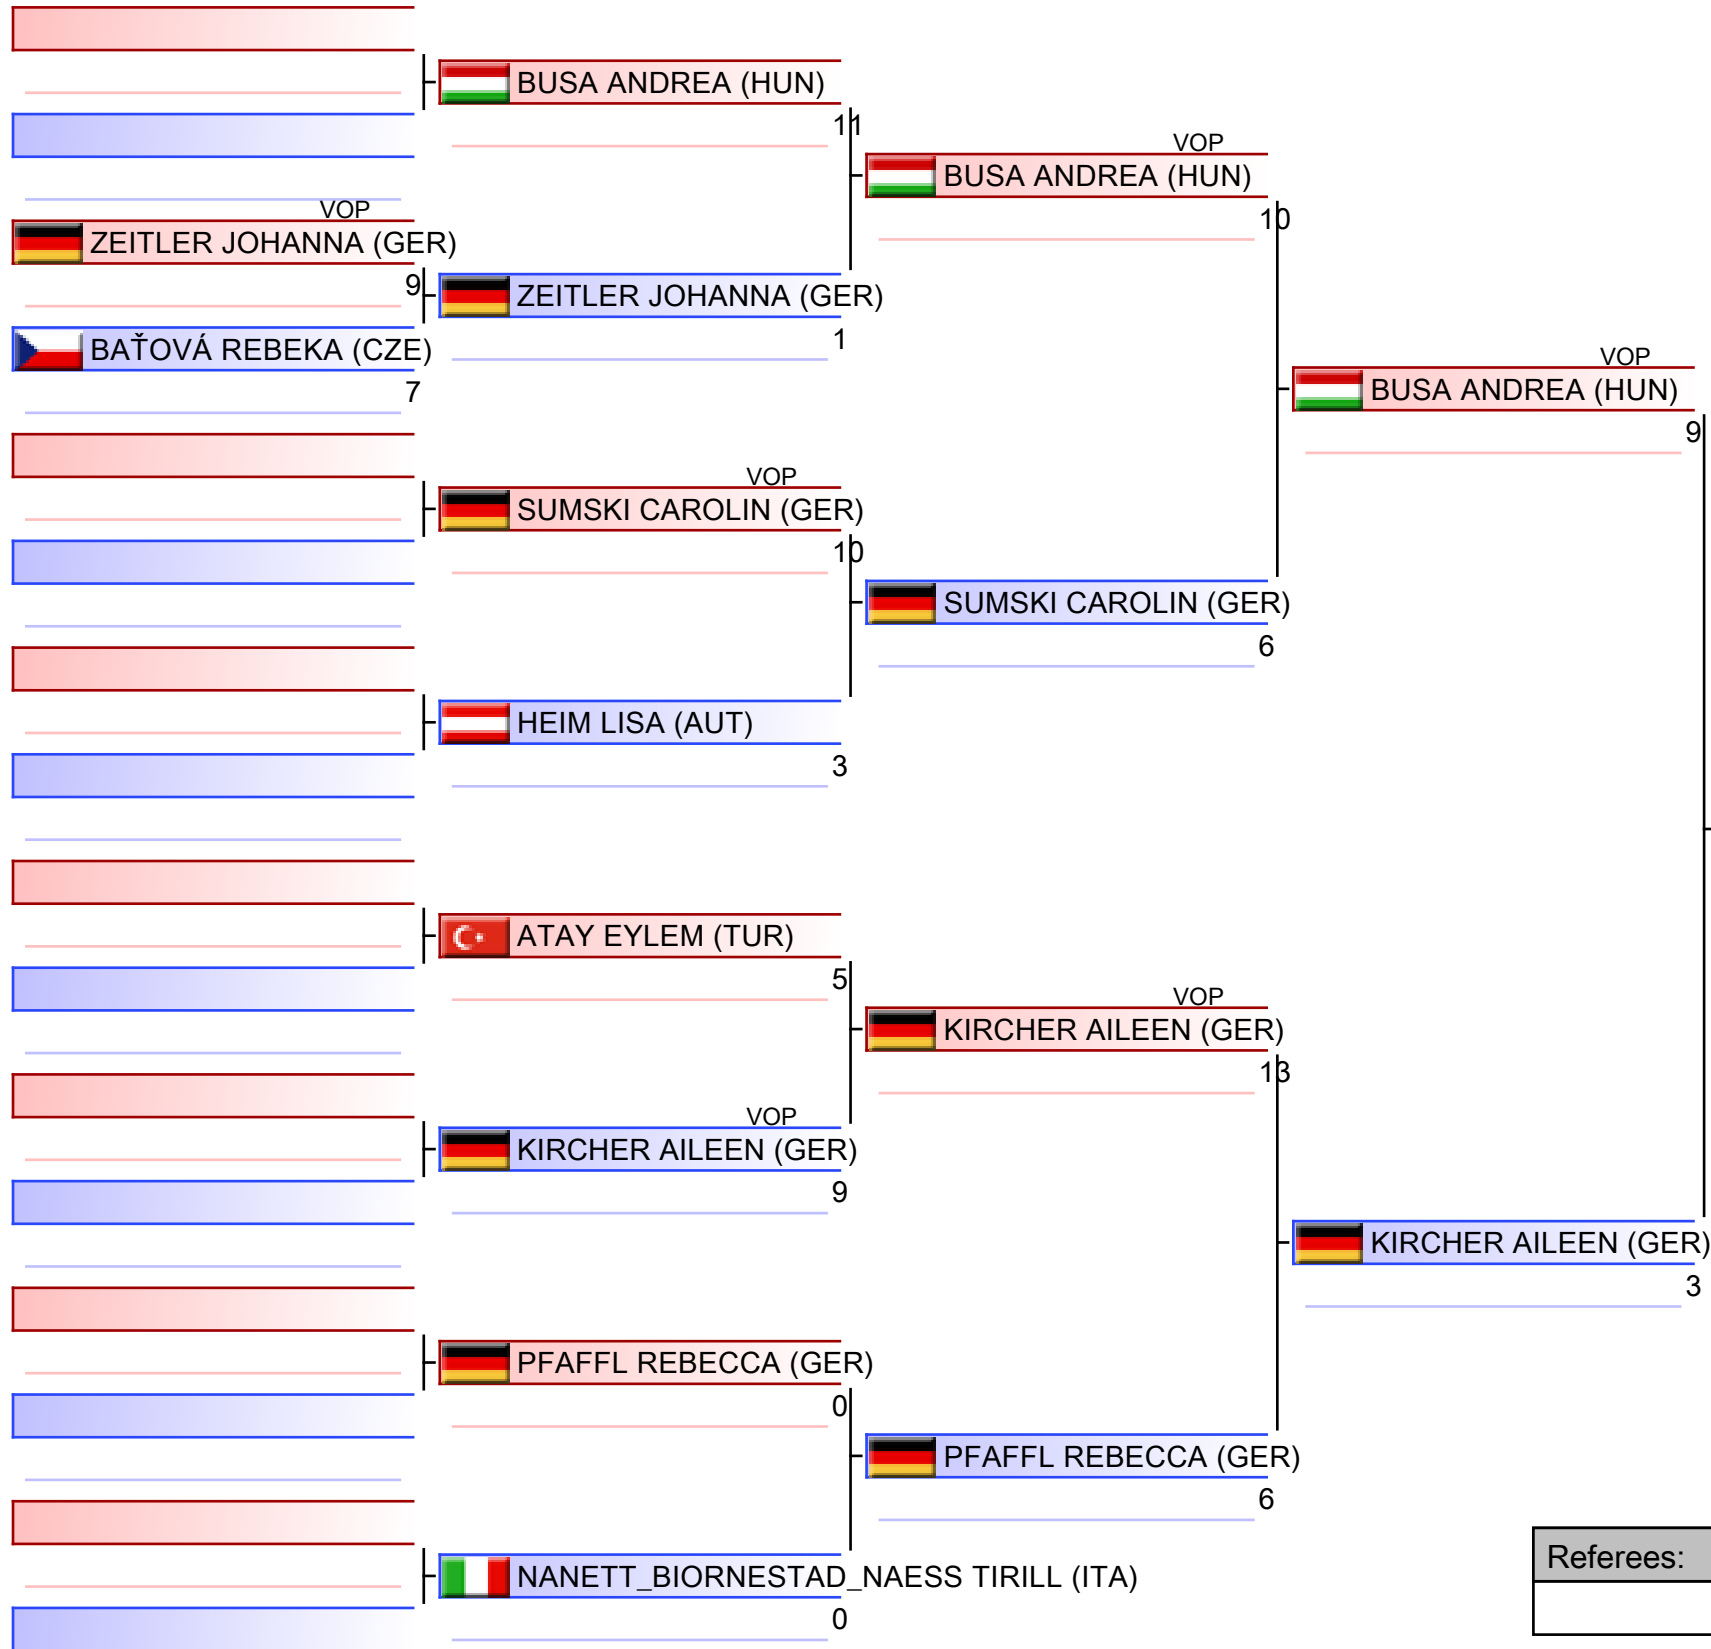 BUSA ANDREA (HUN)
11
VOP
BUSA ANDREA (HUN)
10
VOP
ZEITLER JOHANNA (GER)
9
ZEITLER JOHANNA (GER)
1
BAŤOVÁ REBEKA (CZE)
7
VOP
BUSA ANDREA (HUN)
9
VOP
SUMSKI CAROLIN (GER)
10
SUMSKI CAROLIN (GER)
6
HEIM LISA (AUT)
3
ATAY EYLEM (TUR)
5
VOP
KIRCHER AILEEN (GER)
13
VOP
KIRCHER AILEEN (GER)
9
KIRCHER AILEEN (GER)
3
PFAFFL REBECCA (GER)
0
PFAFFL REBECCA (GER)
6
NANETT_BIORNESTAD_NAESS TIRILL (ITA)
0
Referees: